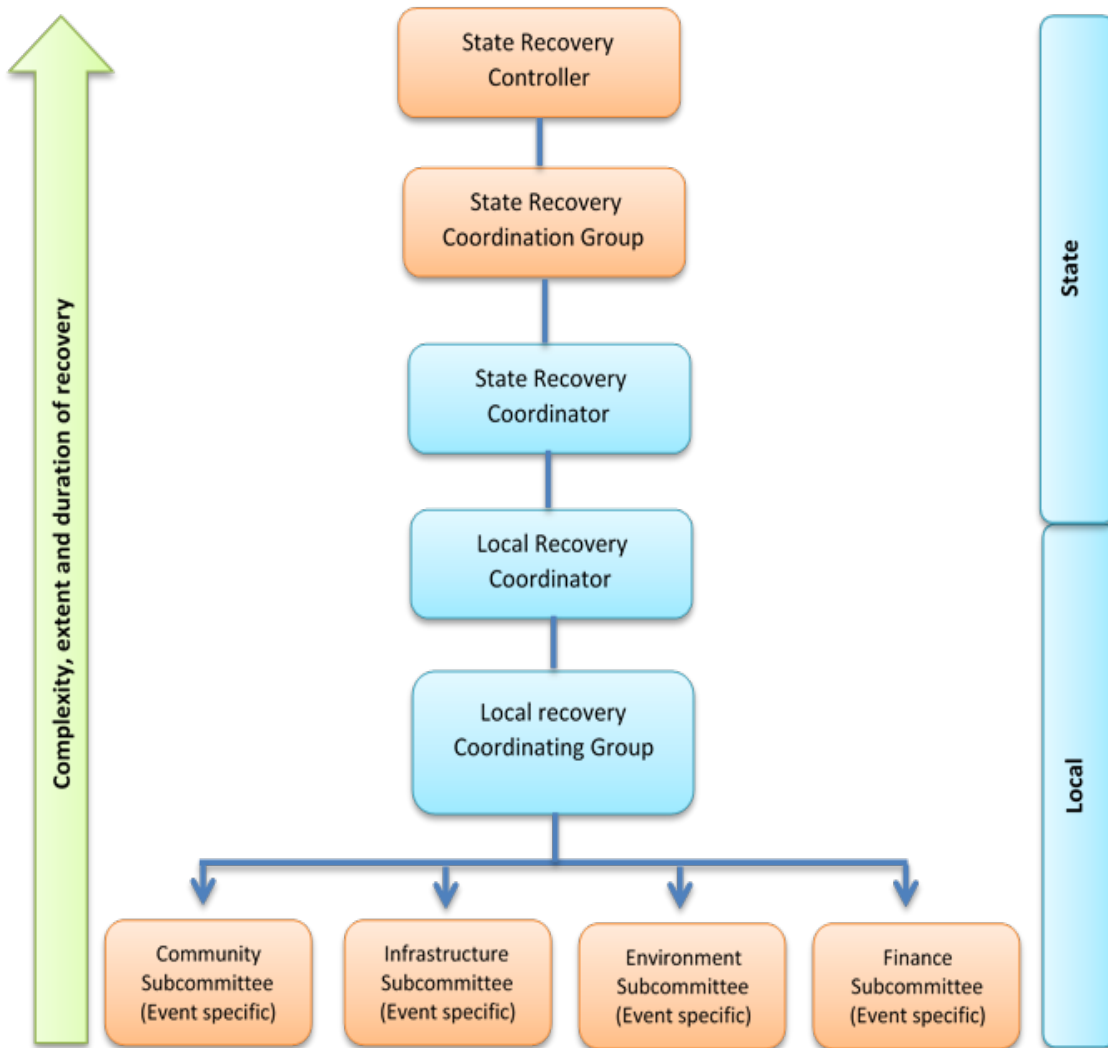 State Recovery
Controller
State Recovery
Coordination Group
State Recovery
Coordinator
Local Recovery
Coordinator
Local recovery
Coordinating Group
Community
Subcommittee
(Event specific)
Infrastructure
Subcommittee
(Event specific)
Environment
Subcommittee
(Event specific)
Finance
Subcommittee
(Event specific)
Complexity, extent and duration of recovery
State
Local